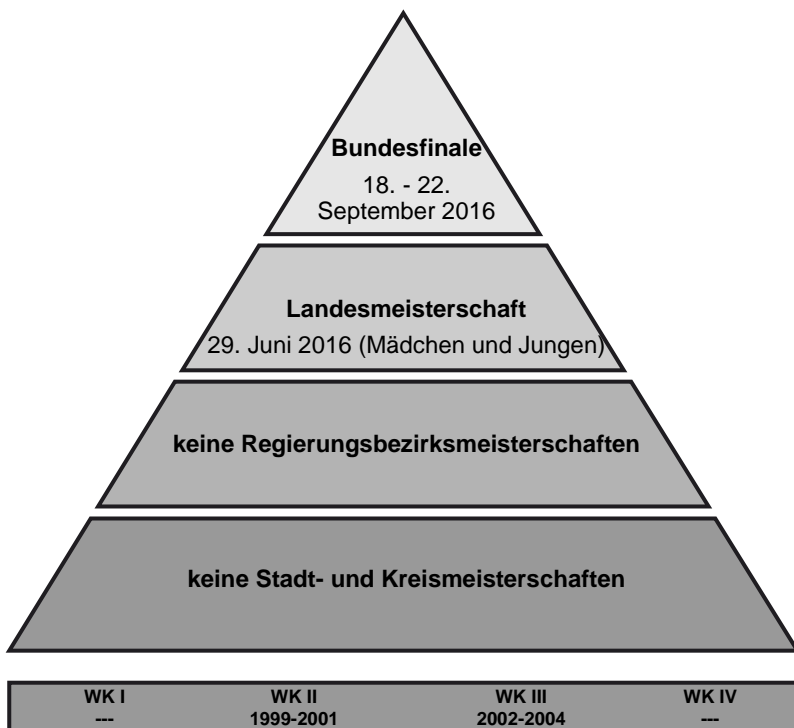 Bundesfinale
18. - 22.
September 2016
Landesmeisterschaft
29. Juni 2016 (Mädchen und Jungen)
keine Regierungsbezirksmeisterschaften
keine Stadt- und Kreismeisterschaften
WK I WK II WK III WK IV
--- 1999-2001 2002-2004 ---